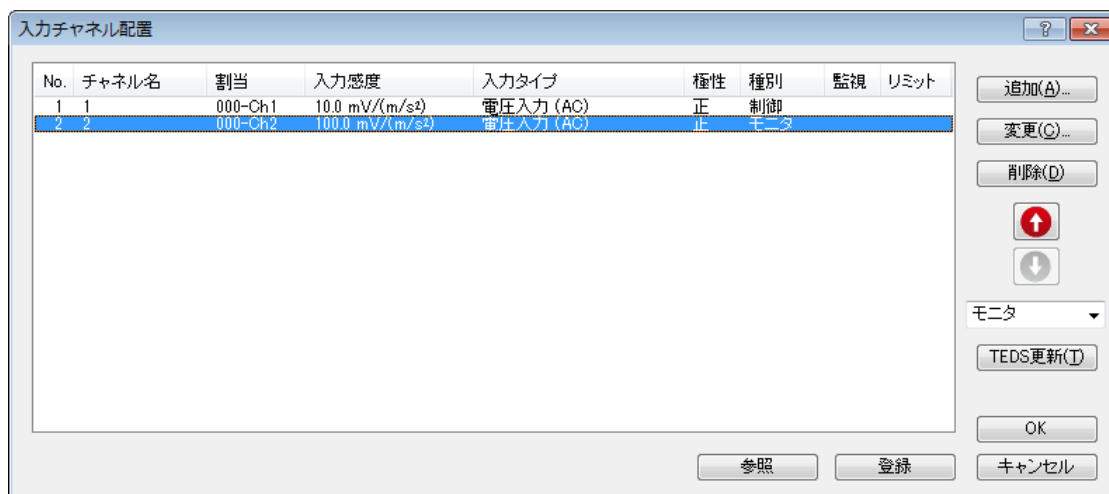 入力チャネル配置
No. チャネル名 割当 入力感度 入力タイプ 極性 種別 監視 リミット
1 1 000-Ch1 10.0 mV/(m/s²) 電圧入力 (AC) 正 制御
2 2 000-Ch2 100.0 mV/(m/s²) 電圧入力 (AC) 正 モニタ
追加(A)...
変更(C)...
削除(D)
モニタ
TEDS更新(T)
OK
参照 登録 キャンセル